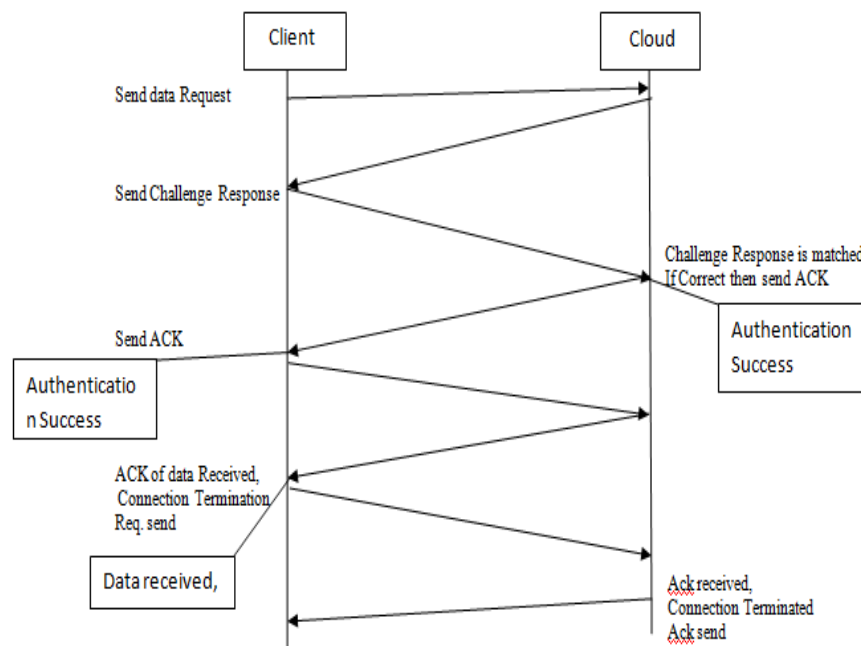 Client
Cloud
Send data Request
Send Challenge Response
Challenge Response is matched
If Correct then send ACK
Authentication
Success
Send ACK
Authenticatio
n Success
ACK of data Received,
Connection Termination
Req. send
Data received,
Ack received,
Connection Terminated
Ack send